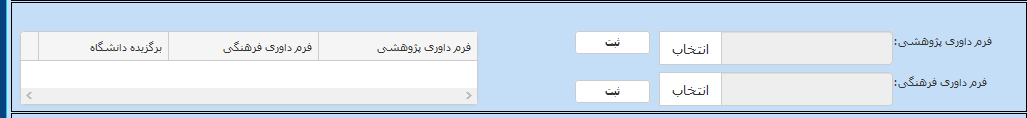 فرم داوری پژوهشی:
انتخاب
ثبت
فرم داوری فرهنگی:
انتخاب
ثبت
فرم داوری پژوهشی
فرم داوری فرهنگی
برگزیده دانشگاه